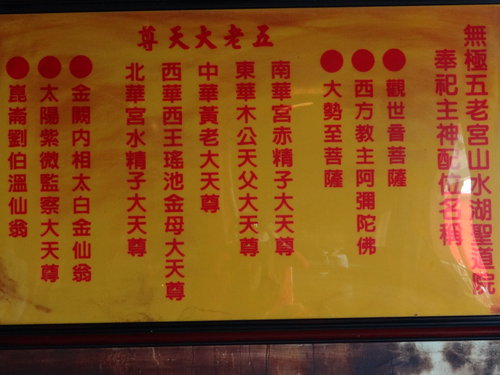 無極五老宮山水湖聖道院
奉祀主神配位名稱
觀世音菩薩
西方教主阿彌陀佛
大勢至菩薩
五老大天尊
南華宮赤精子大天尊
東華木公天父大天尊
中華黃老大天尊
西華西王瑤池金母大天尊
北華宮水精子大天尊
金闕內相太白金仙翁
太陽紫微監察大天尊
崑崙劉伯溫仙翁